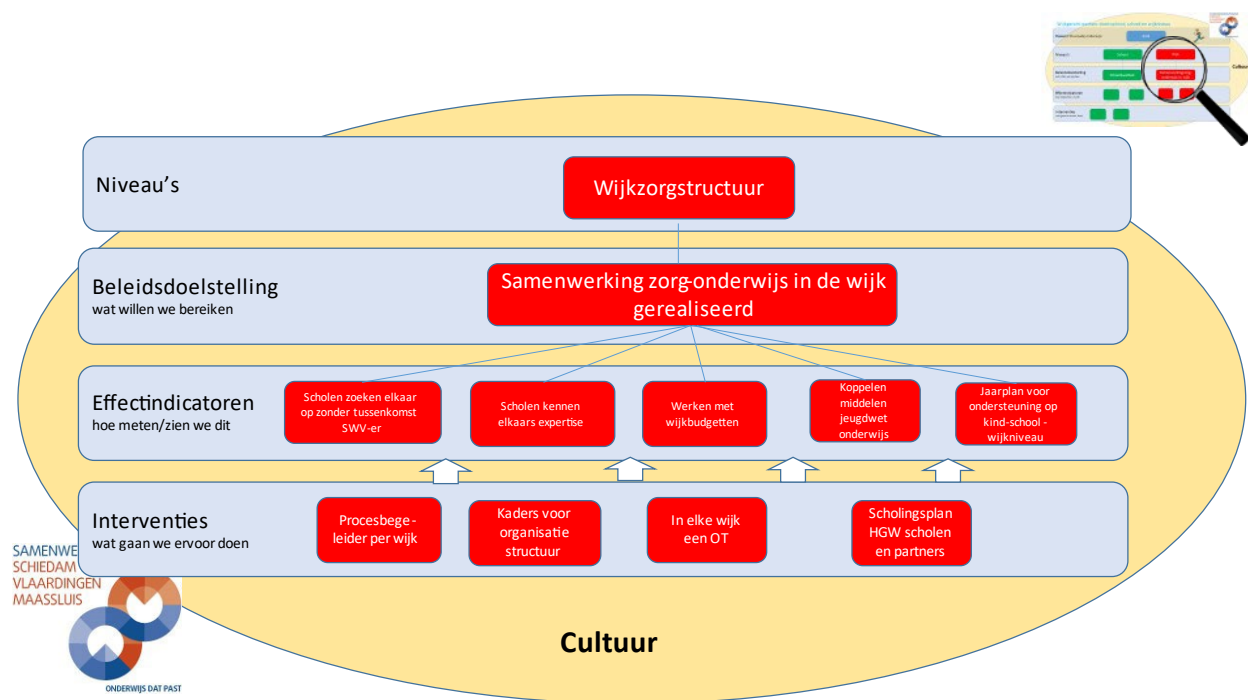 Cultuur
Niveau's
Wijkzorgstructuur
Beleidsdoelstelling
wat willen we bereiken
Samenwerking zorg-onderwijs in de wijk
gerealiseerd
Effectindicatoren
hoe meten/zien we dit
Scholen zoeken elkaar
op zonder tussenkomst
SWV-er
Scholen kennen
elkaars expertise
Werken met
wijkbudgetten
Koppelen
middelen
jeugdwet
onderwijs
Jaarplan voor
ondersteuning op
kind-school -
wijkniveau
Interventies
wat gaan we ervoor doen
Procesbege-
leider per wijk
Kaders voor
organisatie
structuur
In elke wijk
een OT
Scholingsplan
HGW scholen
en partners
SAMENWE
SCHIEDAM
VLAARDINGEN
MAASSLUIS
ONDERWIJS DAT PAST
Cultuur